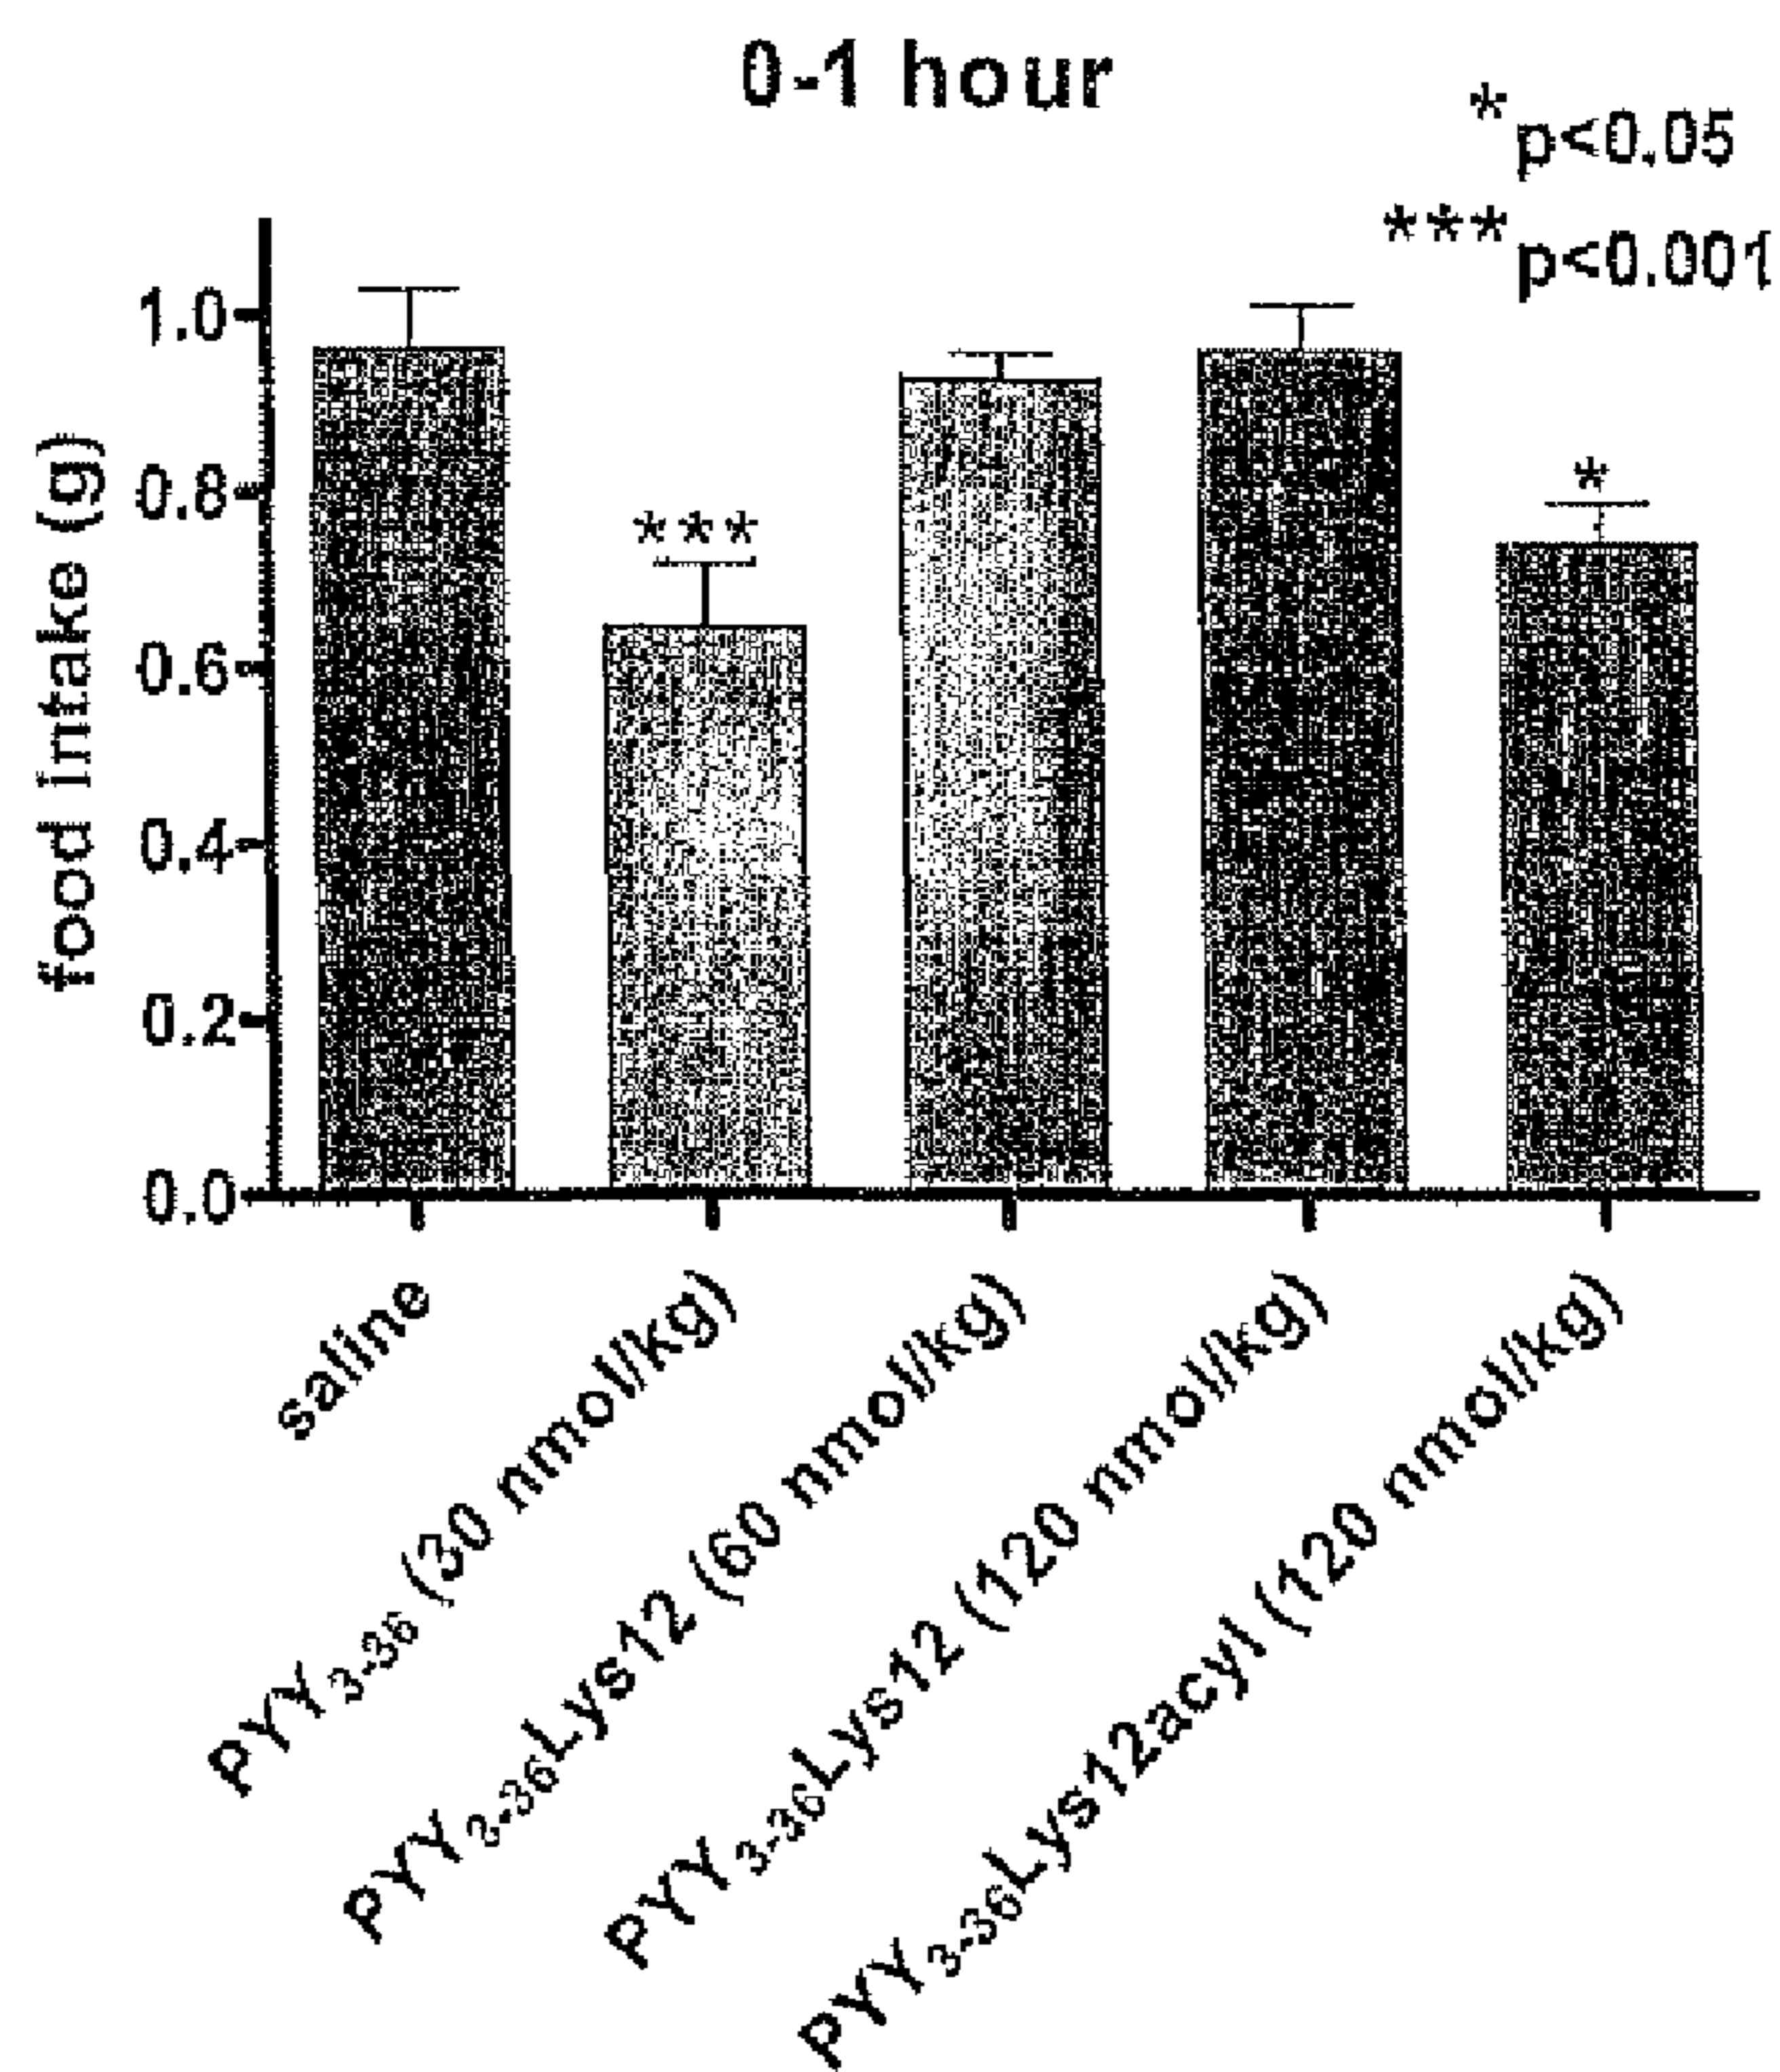 0-1 hour
*p<0.05
***p<0.001
food intake (g)
1.0
0.8
0.6
0.4
0.2
0.0
***
*
saline
PYY3-36 (30 nmol/kg)
PYY3-36Lys12 (60 nmol/kg)
PYY3-36Lys12 (120 nmol/kg)
PYY3-36Lys12acyl (120 nmol/kg)